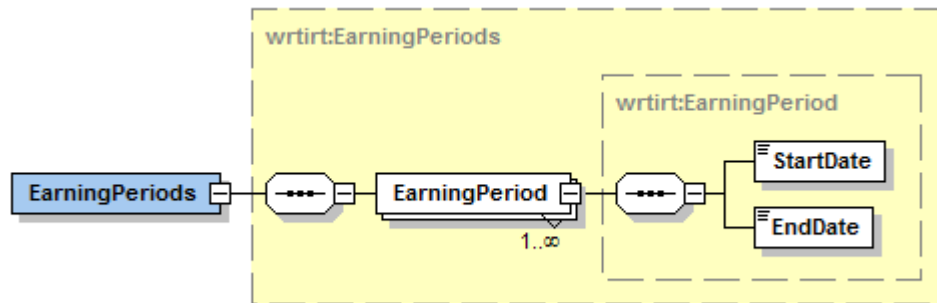 wrtirt:EarningPeriods
wrtirt:EarningPeriod
EarningPeriods
EarningPeriod
1..∞
StartDate
EndDate